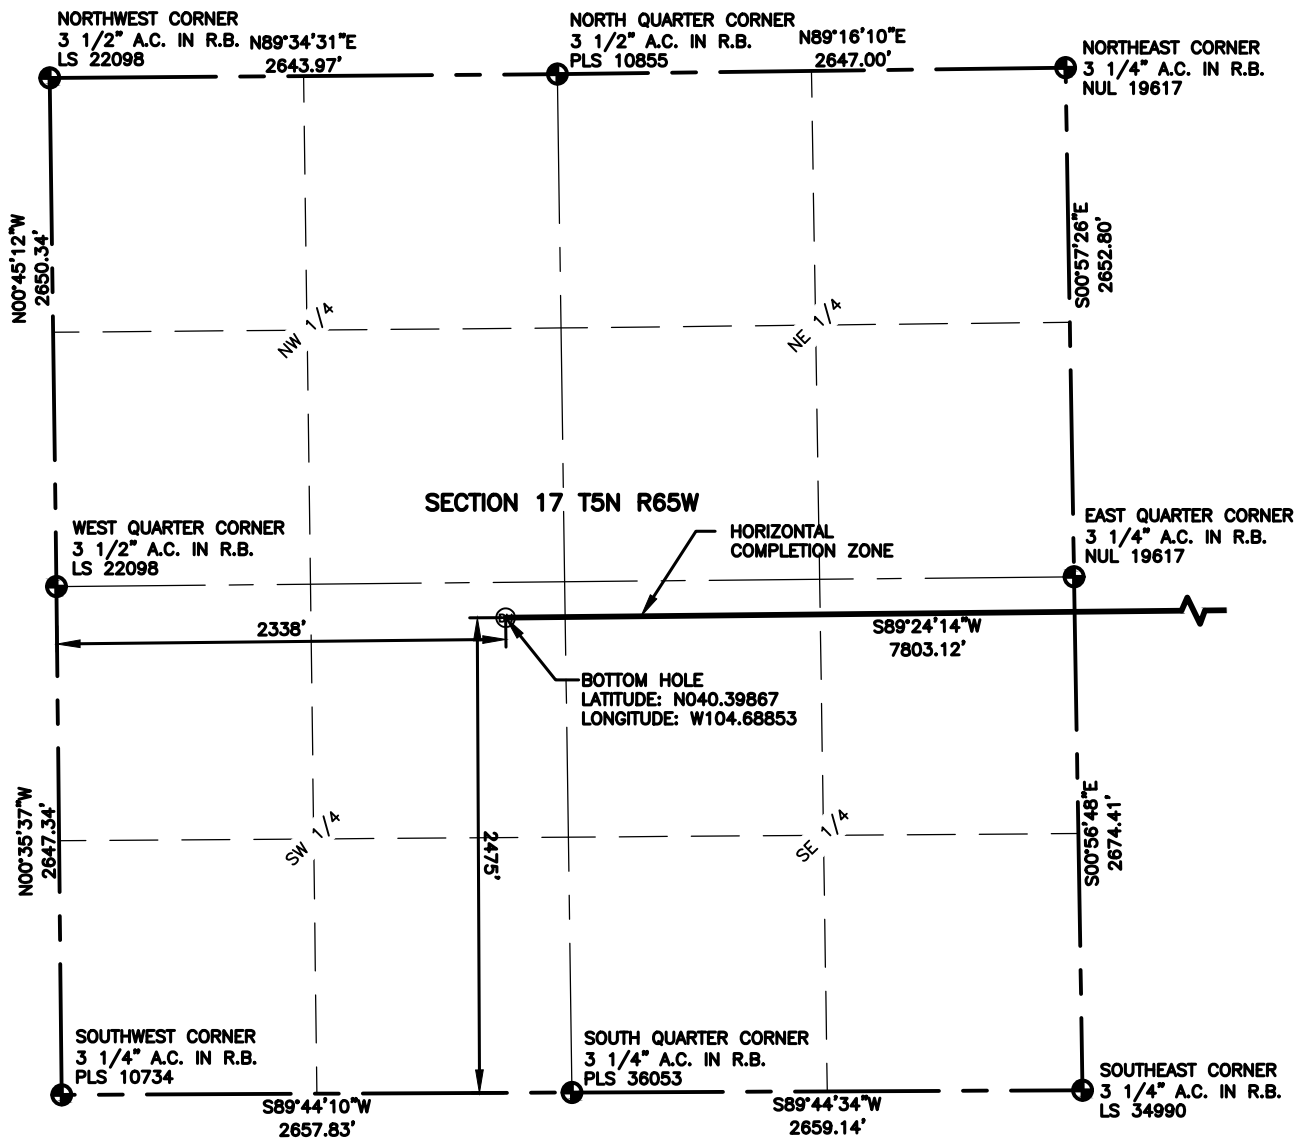 NORTHWEST CORNER
3 1/2" A.C. IN R.B.
LS 22098
N89°34'31"E
2643.97'
NORTH QUARTER CORNER
3 1/2" A.C. IN R.B.
PLS 10855
N89°16'10"E
2647.00'
NORTHEAST CORNER
3 1/4" A.C. IN R.B.
NUL 19617
N00°45'12"W
2650.34'
NW 1/4
NE 1/4
S00°57'26"E
2652.80'
SECTION 17 T5N R65W
WEST QUARTER CORNER
3 1/2" A.C. IN R.B.
LS 22098
HORIZONTAL
COMPLETION ZONE
EAST QUARTER CORNER
3 1/4" A.C. IN R.B.
NUL 19617
2338'
BH
S89°24'14"W
7803.12'
BOTTOM HOLE
LATITUDE: N040.39867
LONGITUDE: W104.68853
N00°35'37"W
2647.34'
SW 1/4
2475'
SE 1/4
S00°56'48"E
2674.41'
SOUTHWEST CORNER
3 1/4" A.C. IN R.B.
PLS 10734
S89°44'10"W
2657.83'
SOUTH QUARTER CORNER
3 1/4" A.C. IN R.B.
PLS 36053
S89°44'34"W
2659.14'
SOUTHEAST CORNER
3 1/4" A.C. IN R.B.
LS 34990